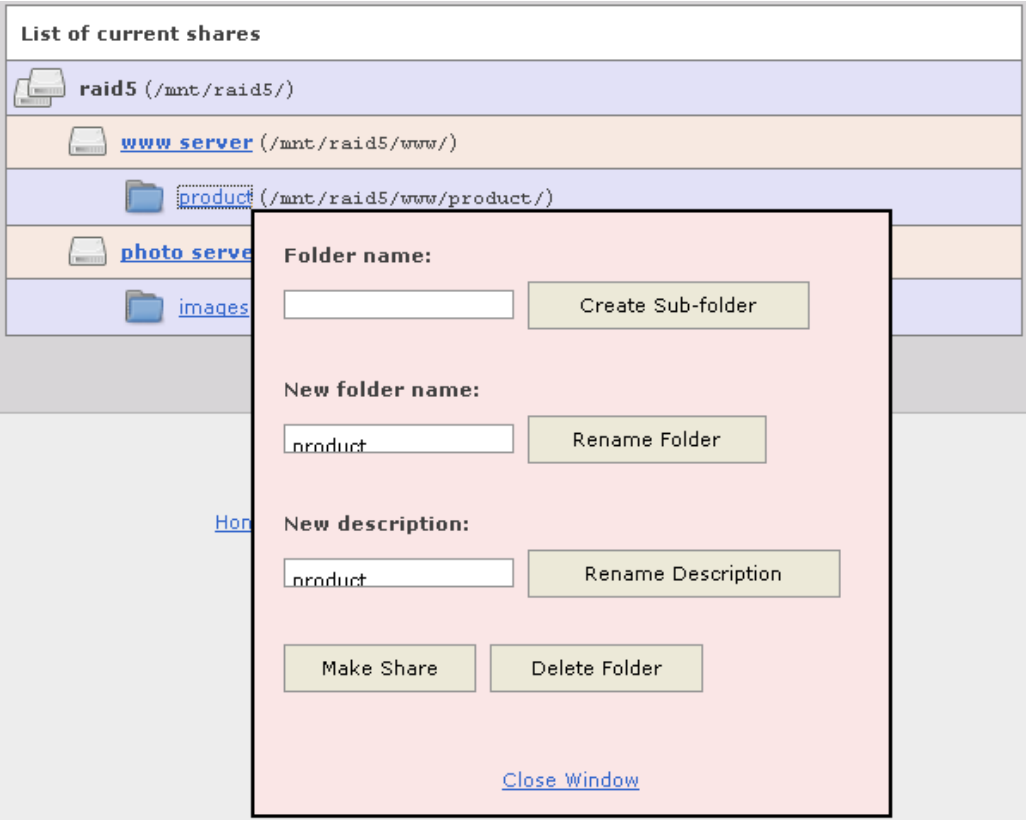 List of current shares
raid5 (/mnt/raid5/)
www server (/mnt/raid5/www/)
product (/mnt/raid5/www/product/)
photo serve
images
Folder name:
Create Sub-folder
New folder name:
product
Rename Folder
Hon
New description:
product
Rename Description
Make Share
Delete Folder
Close Window